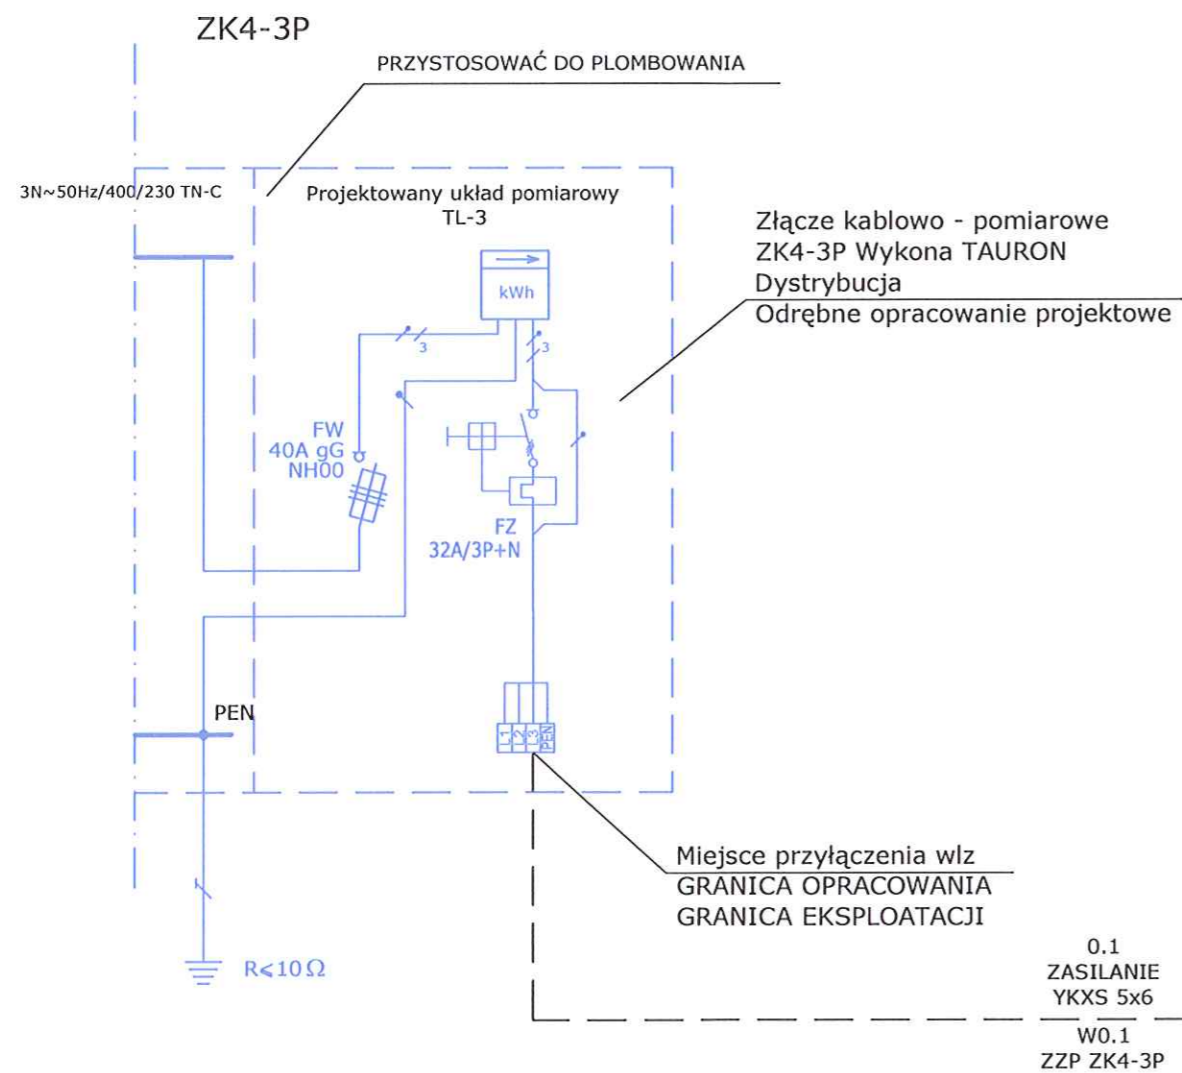 ZK4-3P
PRZYSTOSOWAĆ DO PLOMBOWANIA
3N~50Hz/400/230 TN-C
Projektowany układ pomiarowy
TL-3
kWh
3
3
Złącze kablowo - pomiarowe
ZK4-3P Wykona TAURON
Dystrybucja
Odrębne opracowanie projektowe
FW
40A gG
NH00
FZ
32A/3P+N
PEN
L1
L2
L3
PEN
Miejsce przyłączenia wlz
GRANICA OPRACOWANIA
GRANICA EKSPLOATACJI
R⩽10Ω
0.1
ZASILANIE
YKXS 5x6
W0.1
ZZP ZK4-3P